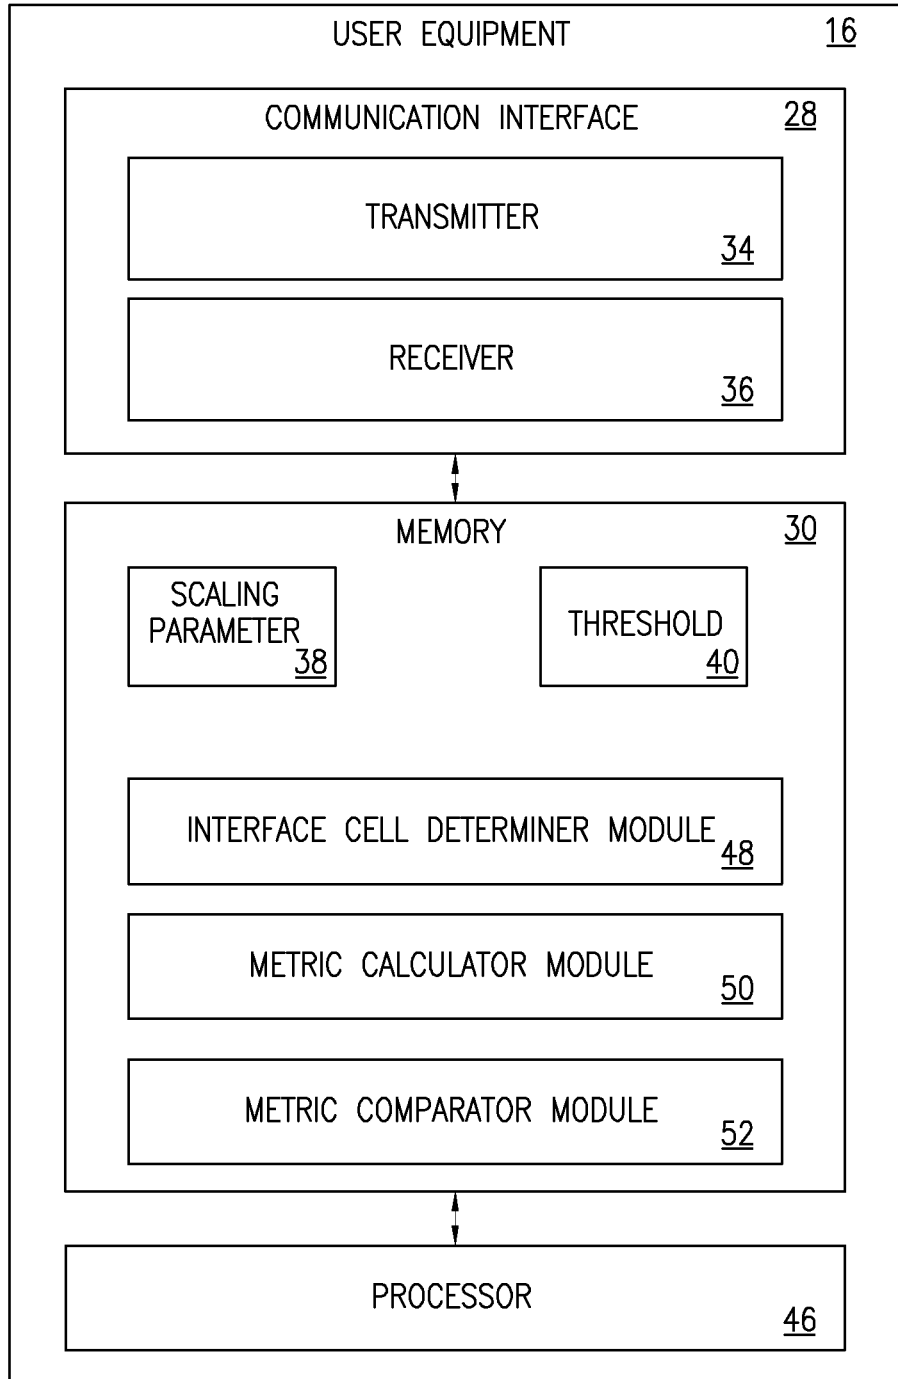 USER EQUIPMENT 16
COMMUNICATION INTERFACE 28
TRANSMITTER
34
RECEIVER
36
MEMORY 30
SCALING
PARAMETER
38
THRESHOLD
40
INTERFACE CELL DETERMINER MODULE
48
METRIC CALCULATOR MODULE
50
METRIC COMPARATOR MODULE
52
PROCESSOR
46